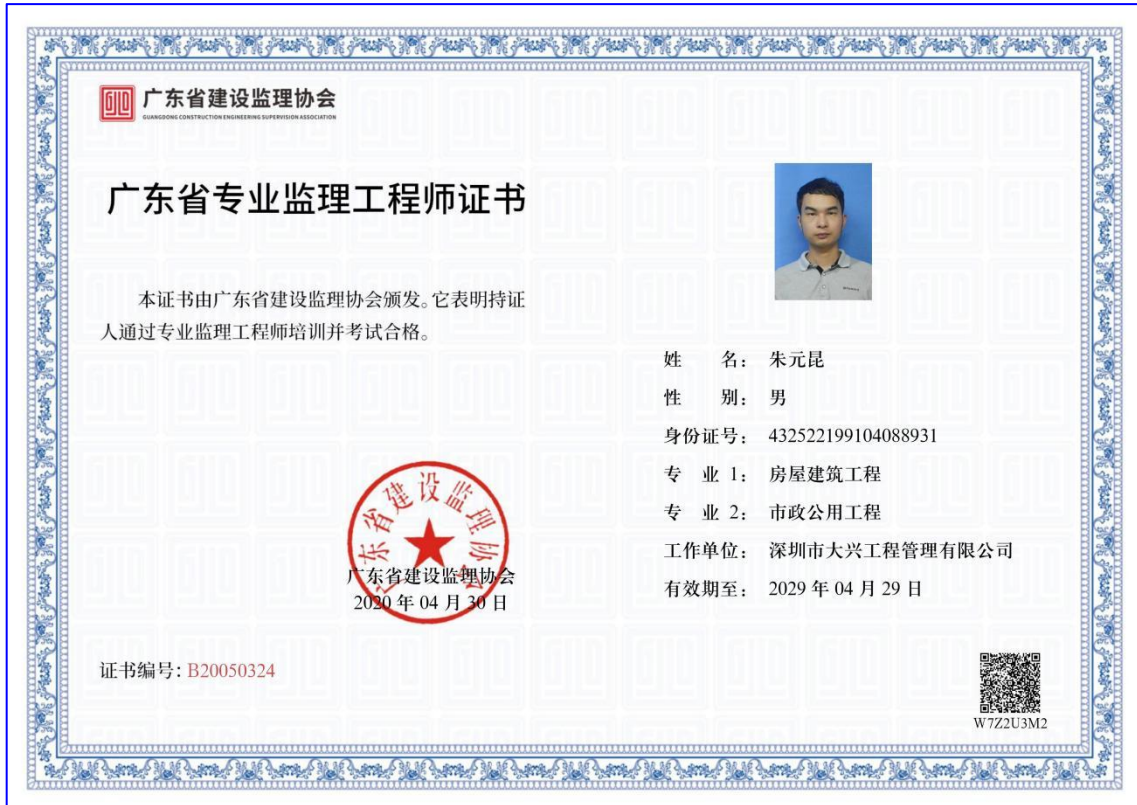 广东省建设监理协会
GUANGDONG CONSTRUCTION ENGINEERING SUPERVISION ASSOCIATION
广东省专业监理工程师证书
本证书由广东省建设监理协会颁发。它表明持证
人通过专业监理工程师培训并考试合格。
姓 名： 朱元昆
性 别： 男
身份证号： 432522199104088931
专 业 1： 房屋建筑工程
专 业 2： 市政公用工程
工作单位： 深圳市大兴工程管理有限公司
有效期至： 2029 年 04 月 29 日
广东省建设监理协会
广东省建设监理协会
2020 年 04 月 30 日
证书编号：B20050324
W7Z2U3M2